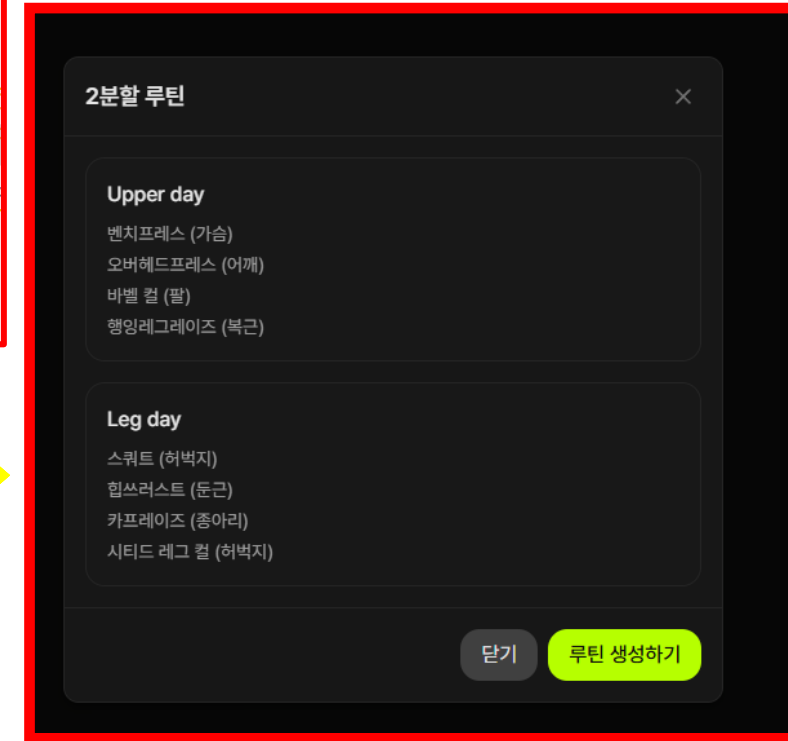 2분할 루틴
Upper day
벤치프레스 (가슴)
오버헤드프레스 (어깨)
바벨 컬 (팔)
행잉레그레이즈 (복근)
Leg day
스쿼트 (허벅지)
힙쓰러스트 (둔근)
카프레이즈 (종아리)
시티드 레그 컬 (허벅지)
닫기 루틴 생성하기